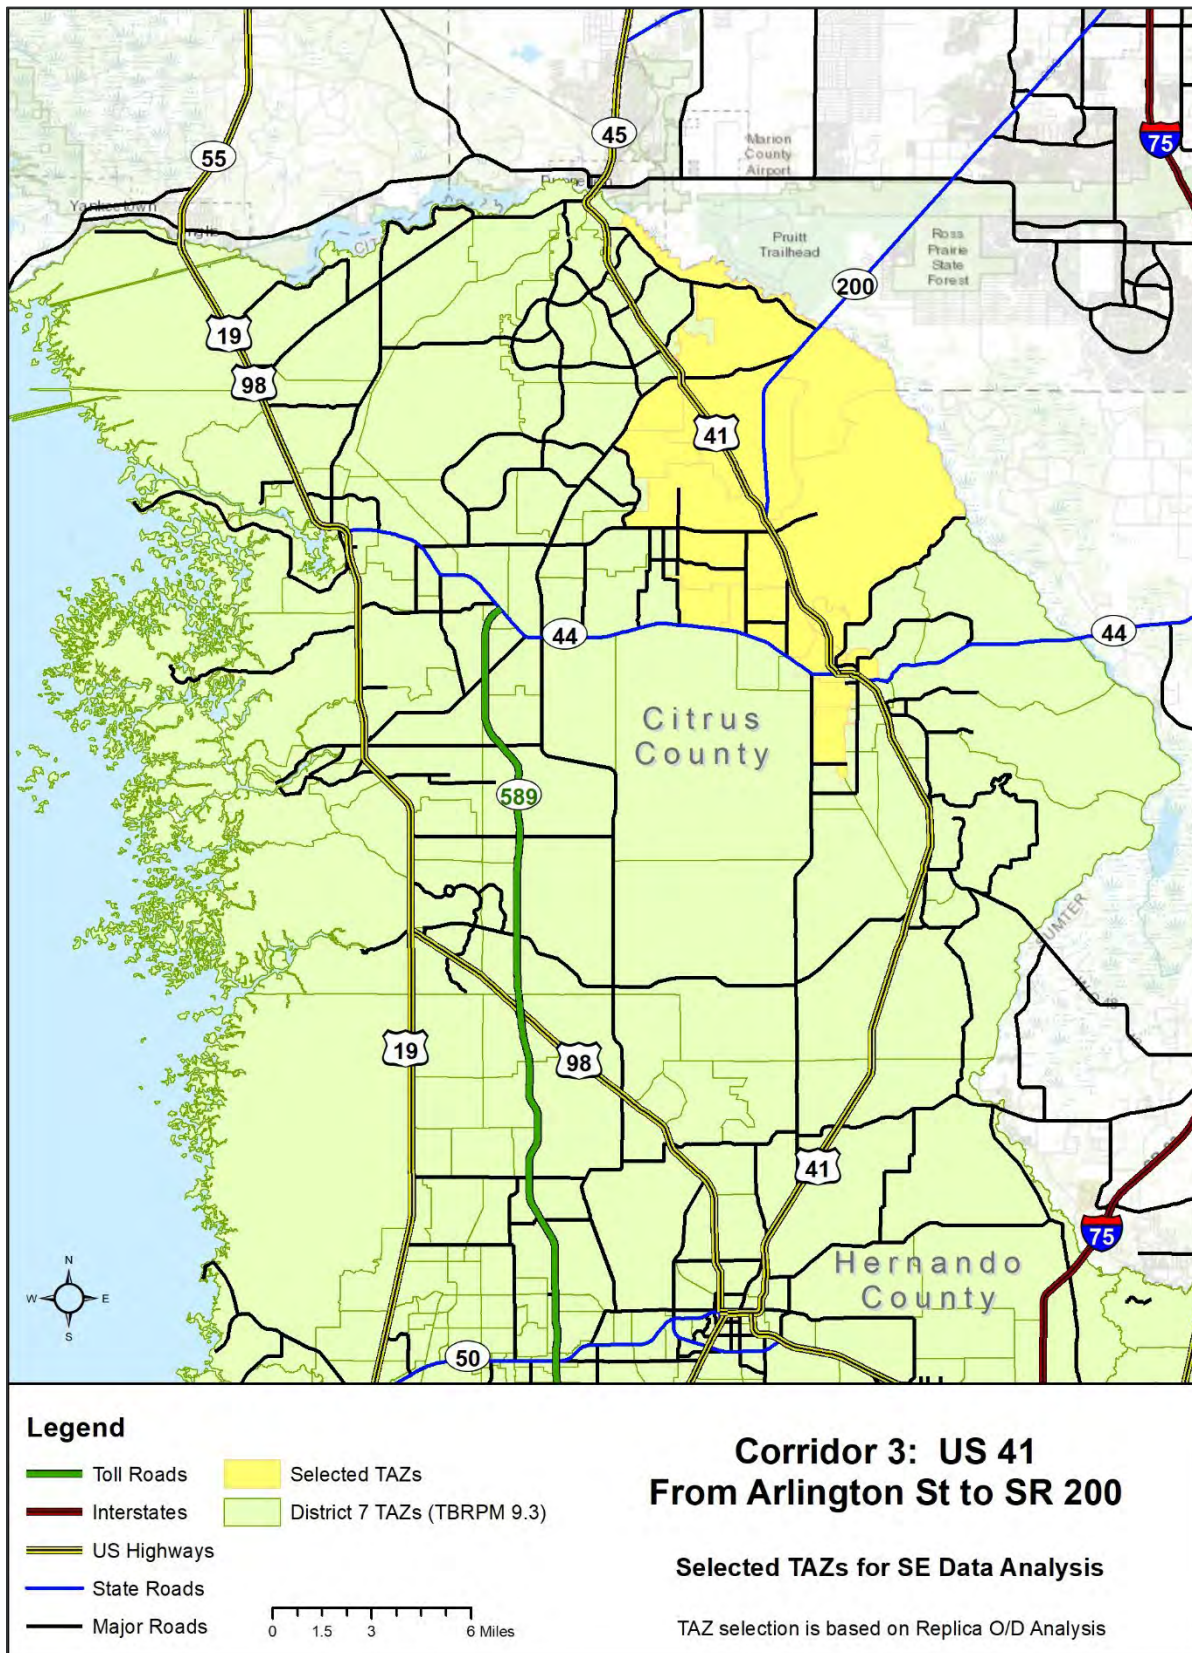 45
55
75
Marion
County
Airport
Yankeetown
Pruitt
Trailhead
Ross
Prairie
State
Forest
200
19
98
41
44
44
Citrus
County
589
19
98
41
75
Hernando
County
N
W
E
S
50
Legend
Toll Roads
Interstates
US Highways
State Roads
Major Roads
Selected TAZs
District 7 TAZs (TBRPM 9.3)
0 1.5 3 6 Miles
Corridor 3: US 41
From Arlington St to SR 200
Selected TAZs for SE Data Analysis
TAZ selection is based on Replica O/D Analysis